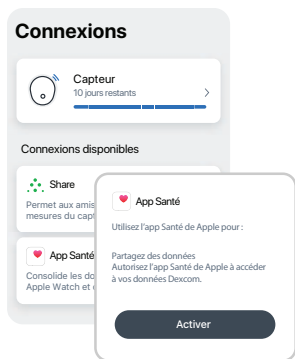 Connexions
Capteur
10 jours restants
Connexions disponibles
Share
Permet aux amis
mesures du capt
App Santé
Consolide les do
Apple Watch et
App Santé
Utilisez l'app Santé de Apple pour :
Partagez des données
Autorisez l'app Santé de Apple à accéder
à vos données Dexcom.
Activer